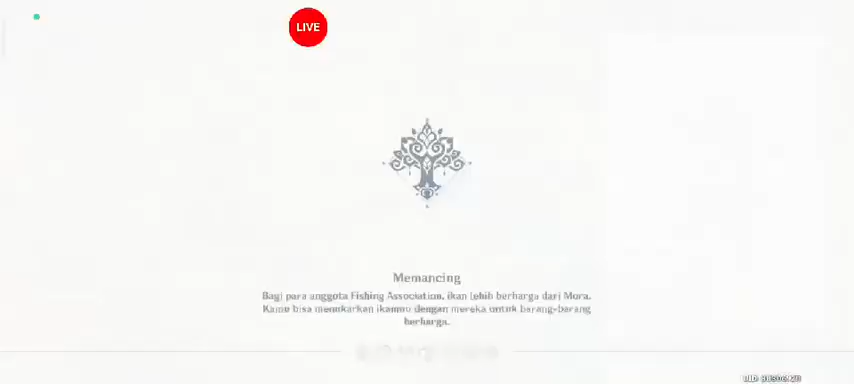 LIVE
Memancing
Bagi para anggota Fishing Association, ikan lebih berharga dari Mora.
Kamu bisa menukarkan ikanmu dengan mereka untuk barang-barang
berharga.